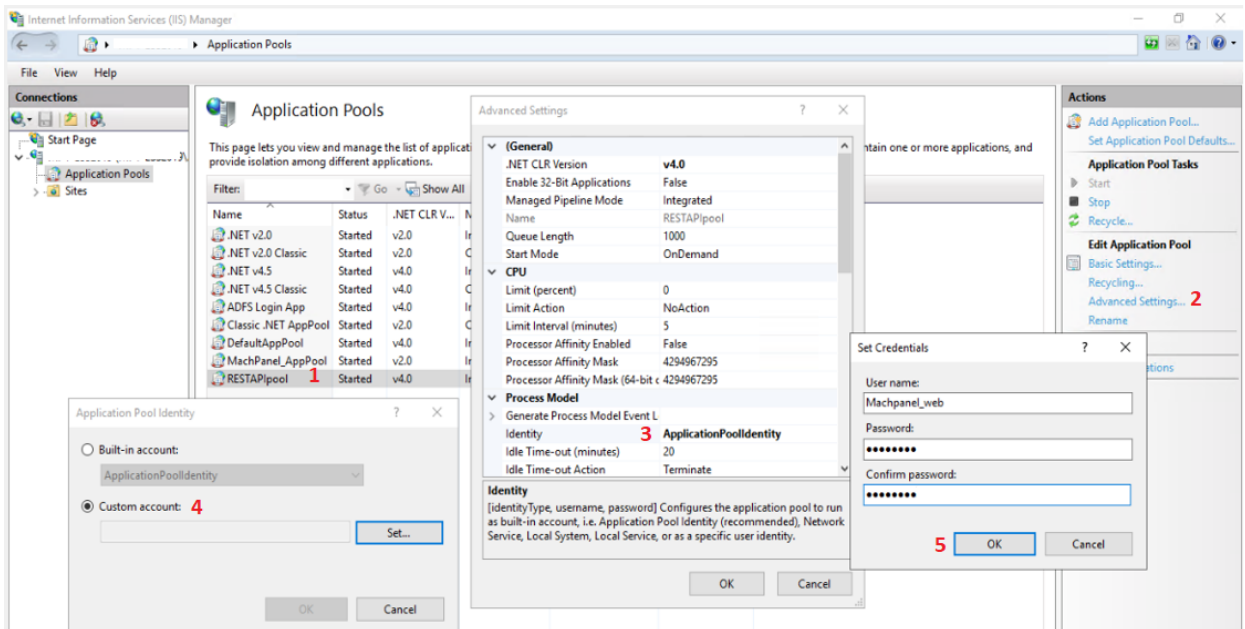 Internet Information Services (IIS) Manager
Application Pools
File View Help
Connections
Start Page
Application Pools
Sites
Application Pools
This page lets you view and manage the list of applicati
ntain one or more applications, and
provide isolation among different applications.
Filter: Go Show All
Name Status .NET CLR V...
.NET v2.0 Started v2.0
.NET v2.0 Classic Started v2.0
.NET v4.5 Started v4.0
.NET v4.5 Classic Started v4.0
ADFS Login App Started v4.0
Classic .NET AppPool Started v2.0
DefaultAppPool Started v4.0
MachPanel_AppPool Started v2.0
RESTAPIpool 1 Started v4.0
Application Pool Identity ?
Built-in account:
ApplicationPoolIdentity
Custom account: 4
Set...
OK Cancel
Advanced Settings ?
(General)
.NET CLR Version v4.0
Enable 32-Bit Applications False
Managed Pipeline Mode Integrated
Name RESTAPIpool
Queue Length 1000
Start Mode OnDemand
CPU
Limit (percent) 0
Limit Action NoAction
Limit Interval (minutes) 5
Processor Affinity Enabled False
Processor Affinity Mask 4294967295
Processor Affinity Mask (64-bit o 4294967295
Process Model
Generate Process Model Event L
Identity 3 ApplicationPoolIdentity
Idle Time-out (minutes) 20
Idle Time-out Action Terminate
Identity
[identityType, username, password] Configures the application pool to run
as built-in account, i.e. Application Pool Identity (recommended), Network
Service, Local System, Local Service, or as a specific user identity.
OK Cancel
Actions
Add Application Pool...
Set Application Pool Defaults...
Application Pool Tasks
Start
Stop
Recycle...
Edit Application Pool
Basic Settings...
Recycling...
Advanced Settings... 2
Rename
ations
Set Credentials ?
User name:
Machpanel_web
Password:
●●●●●●●●
Confirm password:
●●●●●●●●
5 OK Cancel